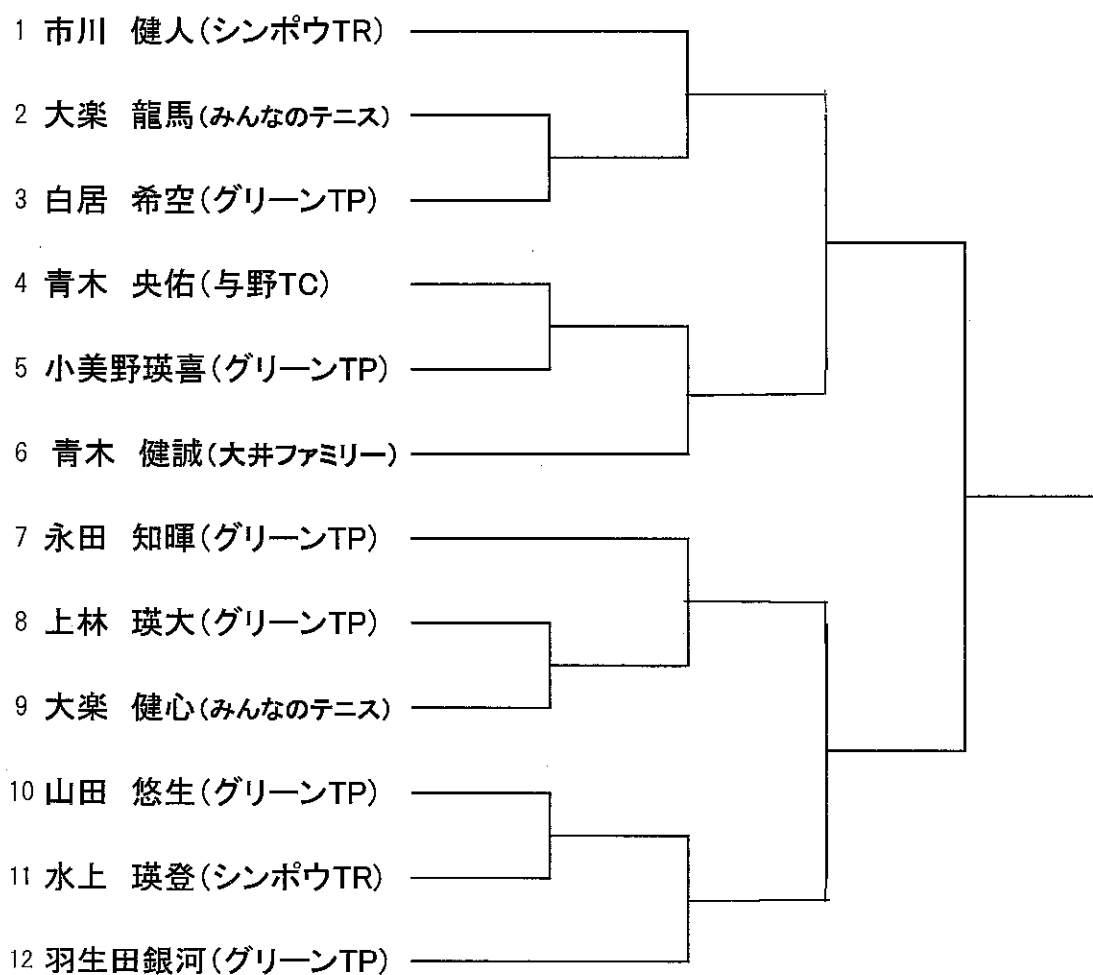 1 市川 健人(シンポウTR)
2 大楽 龍馬(みんなのテニス)
3 白居 希空(グリーンTP)
4 青木 央佑(与野TC)
5 小美野瑛喜(グリーンTP)
6 青木 健誠(大井ファミリー)
7 永田 知暉(グリーンTP)
8 上林 瑛大(グリーンTP)
9 大楽 健心(みんなのテニス)
10 山田 悠生(グリーンTP)
11 水上 瑛登(シンポウTR)
12 羽生田銀河(グリーンTP)